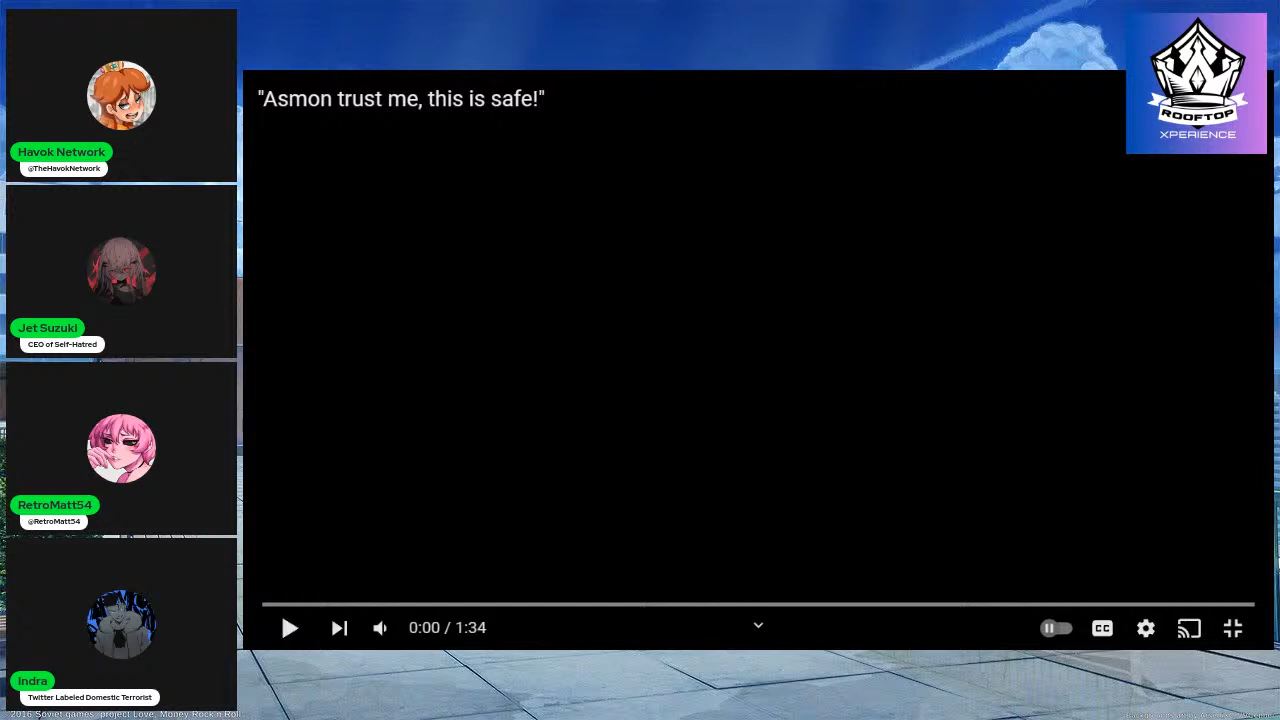 "Asmon trust me, this is safe!"
ROOFTOP
XPERIENCE
Havok Network
@TheHavokNetwork
Jet Suzuki
CEO of Self-Hatred
RetroMatt54
@RetroMatt54
0:00 / 1:34
CC
Indra
Twitter Labeled Domestic Terrorist
2016 Soviet games, project Love, Money Rock'n'Roll